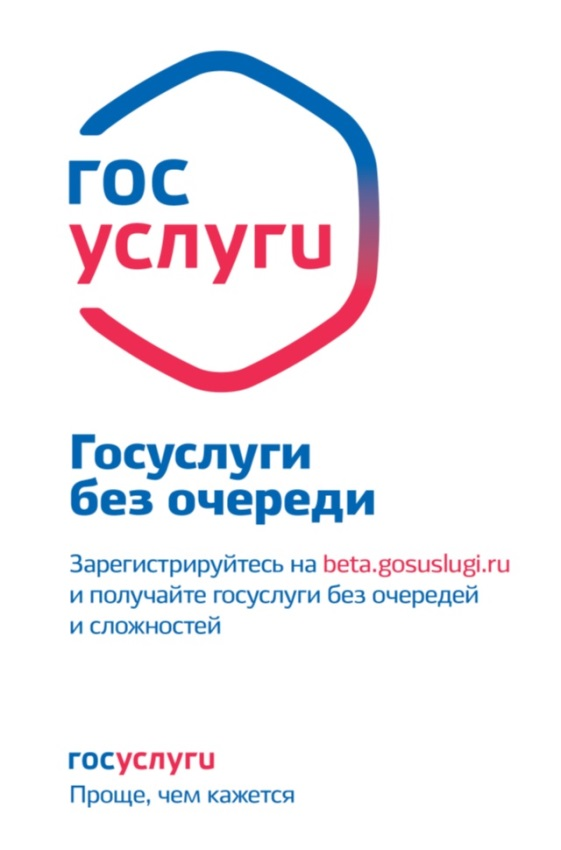 гос
услуги
Госуслуги
без очереди
Зарегистрируйтесь на beta.gosuslugi.ru
и получайте госуслуги без очередей
и сложностей
госуслуги
Проще, чем кажется